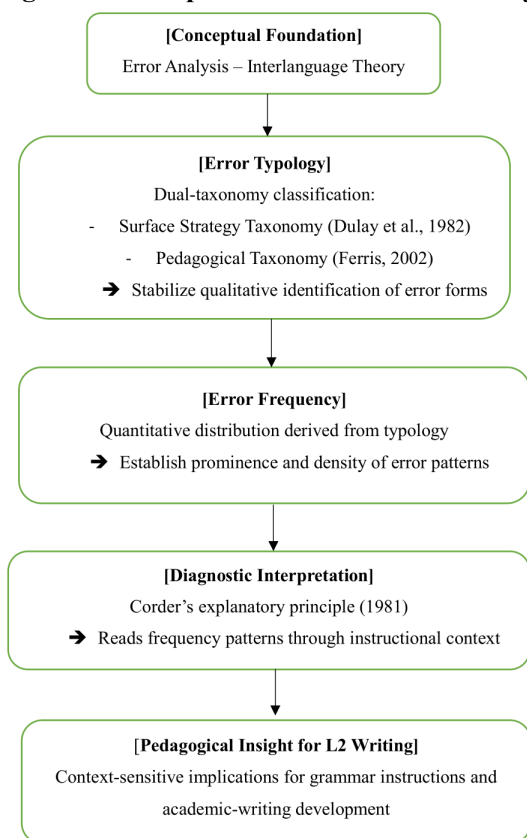 [Conceptual Foundation]
Error Analysis – Interlanguage Theory
[Error Typology]
Dual-taxonomy classification:
- Surface Strategy Taxonomy (Dulay et al., 1982)
- Pedagogical Taxonomy (Ferris, 2002)
➔ Stabilize qualitative identification of error forms
[Error Frequency]
Quantitative distribution derived from typology
➔ Establish prominence and density of error patterns
[Diagnostic Interpretation]
Corder’s explanatory principle (1981)
➔ Reads frequency patterns through instructional context
[Pedagogical Insight for L2 Writing]
Context-sensitive implications for grammar instructions and
academic-writing development